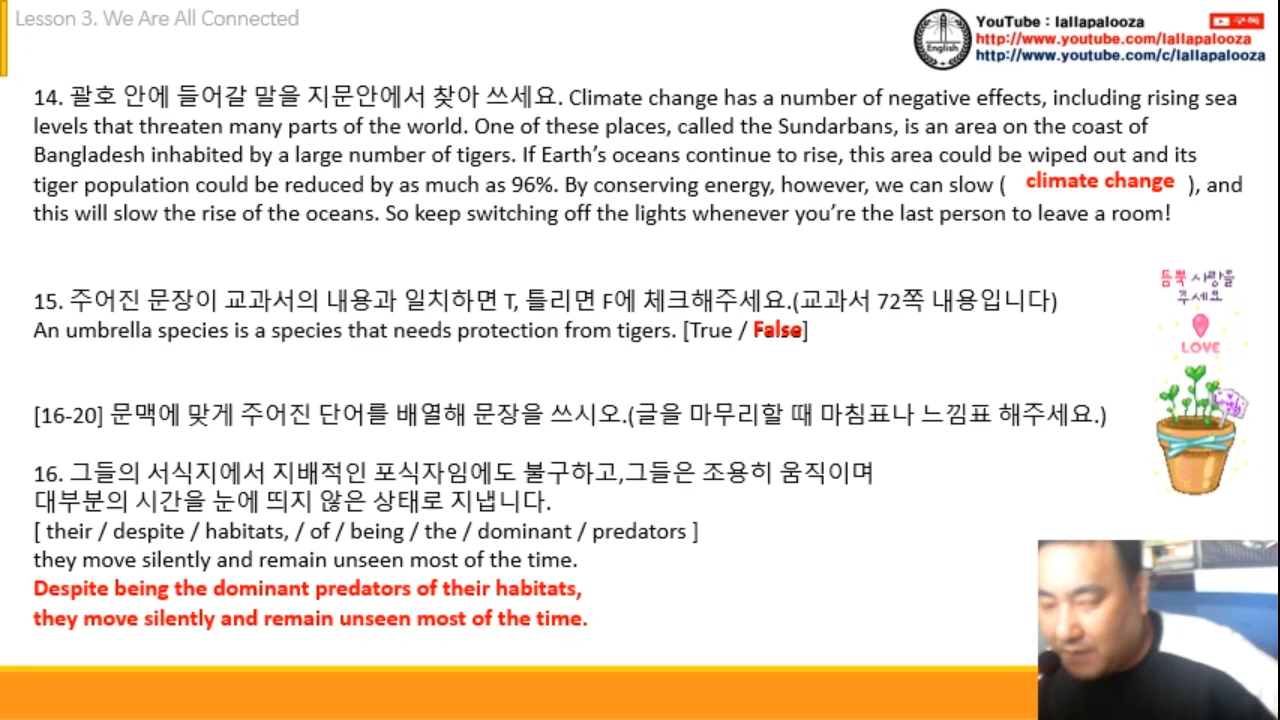 Lesson 3. We Are All Connected
YouTube : lallapalooza
구독
http://www.youtube.com/lallapalooza
http://www.youtube.com/c/lallapalooza
English
14. 괄호 안에 들어갈 말을 지문안에서 찾아 쓰세요. Climate change has a number of negative effects, including rising sea
levels that threaten many parts of the world. One of these places, called the Sundarbans, is an area on the coast of
Bangladesh inhabited by a large number of tigers. If Earth's oceans continue to rise, this area could be wiped out and its
tiger population could be reduced by as much as 96%. By conserving energy, however, we can slow ( climate change ), and
this will slow the rise of the oceans. So keep switching off the lights whenever you're the last person to leave a room!
15. 주어진 문장이 교과서의 내용과 일치하면 T, 틀리면 F에 체크해주세요.(교과서 72쪽 내용입니다)
An umbrella species is a species that needs protection from tigers. [True / False]
듬뿍 사랑을
주세요
LOVE
[16-20] 문맥에 맞게 주어진 단어를 배열해 문장을 쓰시오.(글을 마무리할 때 마침표나 느낌표 해주세요.)
16. 그들의 서식지에서 지배적인 포식자임에도 불구하고,그들은 조용히 움직이며
대부분의 시간을 눈에 띄지 않은 상태로 지냅니다.
[ their / despite / habitats, / of / being / the / dominant / predators ]
they move silently and remain unseen most of the time.
Despite being the dominant predators of their habitats,
they move silently and remain unseen most of the time.